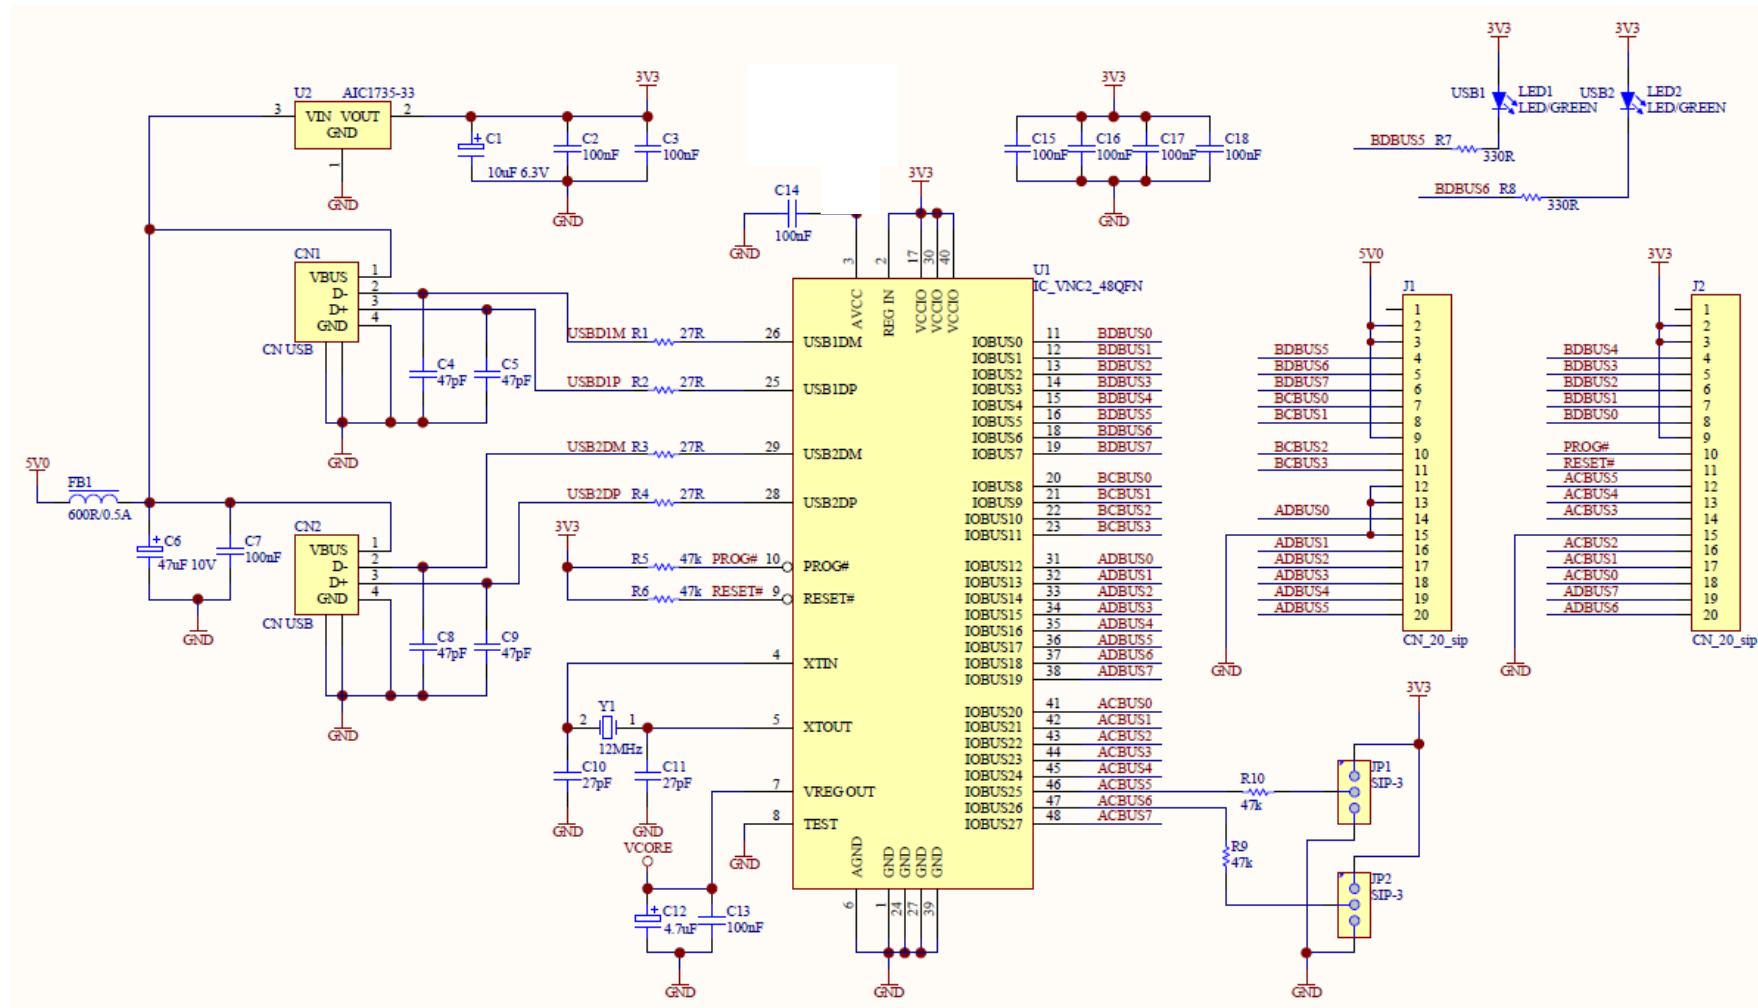 U2 AIC1735-33
3 VIN VOUT 2
GND
1
GND
3V3
C1
10uF 6.3V
C2
100nF
C3
100nF
GND
3V3
C15
100nF
C16
100nF
C17
100nF
C18
100nF
GND
3V3
USB1 LED1
LED/GREEN
BDBUS5 R7
330R
3V3
USB2 LED2
LED/GREEN
BDBUS6 R8
330R
C14
100nF
GND
3V3
CN1
VBUS 1
D- 2
D+ 3
GND 4
CN USB
C4
47pF
C5
47pF
GND
5V0
FB1
600R/0.5A
C6
47uF 10V
C7
100nF
GND
CN2
VBUS 1
D- 2
D+ 3
GND 4
CN USB
C8
47pF
C9
47pF
GND
USBD1M R1 27R 26 USB1DM
USBD1P R2 27R 25 USB1DP
USB2DM R3 27R 29 USB2DM
USB2DP R4 27R 28 USB2DP
3V3
R5 47k PROG# 10 PROG#
R6 47k RESET# 9 RESET#
4 XTIN
5 XTOUT
2 Y1 1
12MHz
C10
27pF
GND
C11
27pF
GND
7 VREG OUT
8 TEST
GND
VCORE
C12
4.7uF
C13
100nF
GND
U1
IC_VNC2_48QFN
3 AVCC
2 REG IN
17 VCCIO
30 VCCIO
40 VCCIO
IOBUS0 11 BDBUS0
IOBUS1 12 BDBUS1
IOBUS2 13 BDBUS2
IOBUS3 14 BDBUS3
IOBUS4 15 BDBUS4
IOBUS5 16 BDBUS5
IOBUS6 18 BDBUS6
IOBUS7 19 BDBUS7
IOBUS8 20 BCBUS0
IOBUS9 21 BCBUS1
IOBUS10 22 BCBUS2
IOBUS11 23 BCBUS3
IOBUS12 31 ADBUS0
IOBUS13 32 ADBUS1
IOBUS14 33 ADBUS2
IOBUS15 34 ADBUS3
IOBUS16 35 ADBUS4
IOBUS17 36 ADBUS5
IOBUS18 37 ADBUS6
IOBUS19 38 ADBUS7
IOBUS20 41 ACBUS0
IOBUS21 42 ACBUS1
IOBUS22 43 ACBUS2
IOBUS23 44 ACBUS3
IOBUS24 45 ACBUS4
IOBUS25 46 ACBUS5
IOBUS26 47 ACBUS6
IOBUS27 48 ACBUS7
AGND 6
GND 1
GND 24
GND 27
GND 39
GND
5V0
J1
1
2
3
BDBUS5 4
BDBUS6 5
BDBUS7 6
BCBUS0 7
BCBUS1 8
9
BCBUS2 10
BCBUS3 11
12
13
ADBUS0 14
15
ADBUS1 16
ADBUS2 17
ADBUS3 18
ADBUS4 19
ADBUS5 20
CN_20_sip
GND
3V3
J2
1
2
3
BDBUS4 4
BDBUS3 5
BDBUS2 6
BDBUS1 7
BDBUS0 8
9
PROG# 10
RESET# 11
ACBUS5 12
ACBUS4 13
ACBUS3 14
15
ACBUS2 16
ACBUS1 17
ACBUS0 18
ADBUS7 19
ADBUS6 20
CN_20_sip
GND
3V3
R10
47k
JP1
SIP-3
R9
47k
JP2
SIP-3
GND